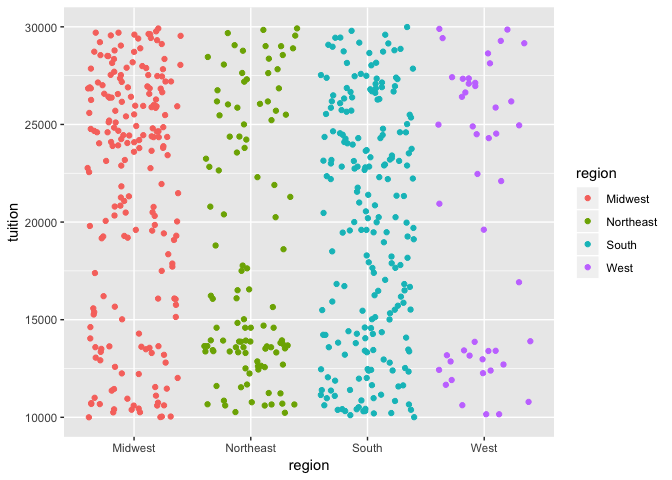 30000
25000
20000
15000
10000
tuition
Midwest Northeast South West
region
region
Midwest
Northeast
South
West